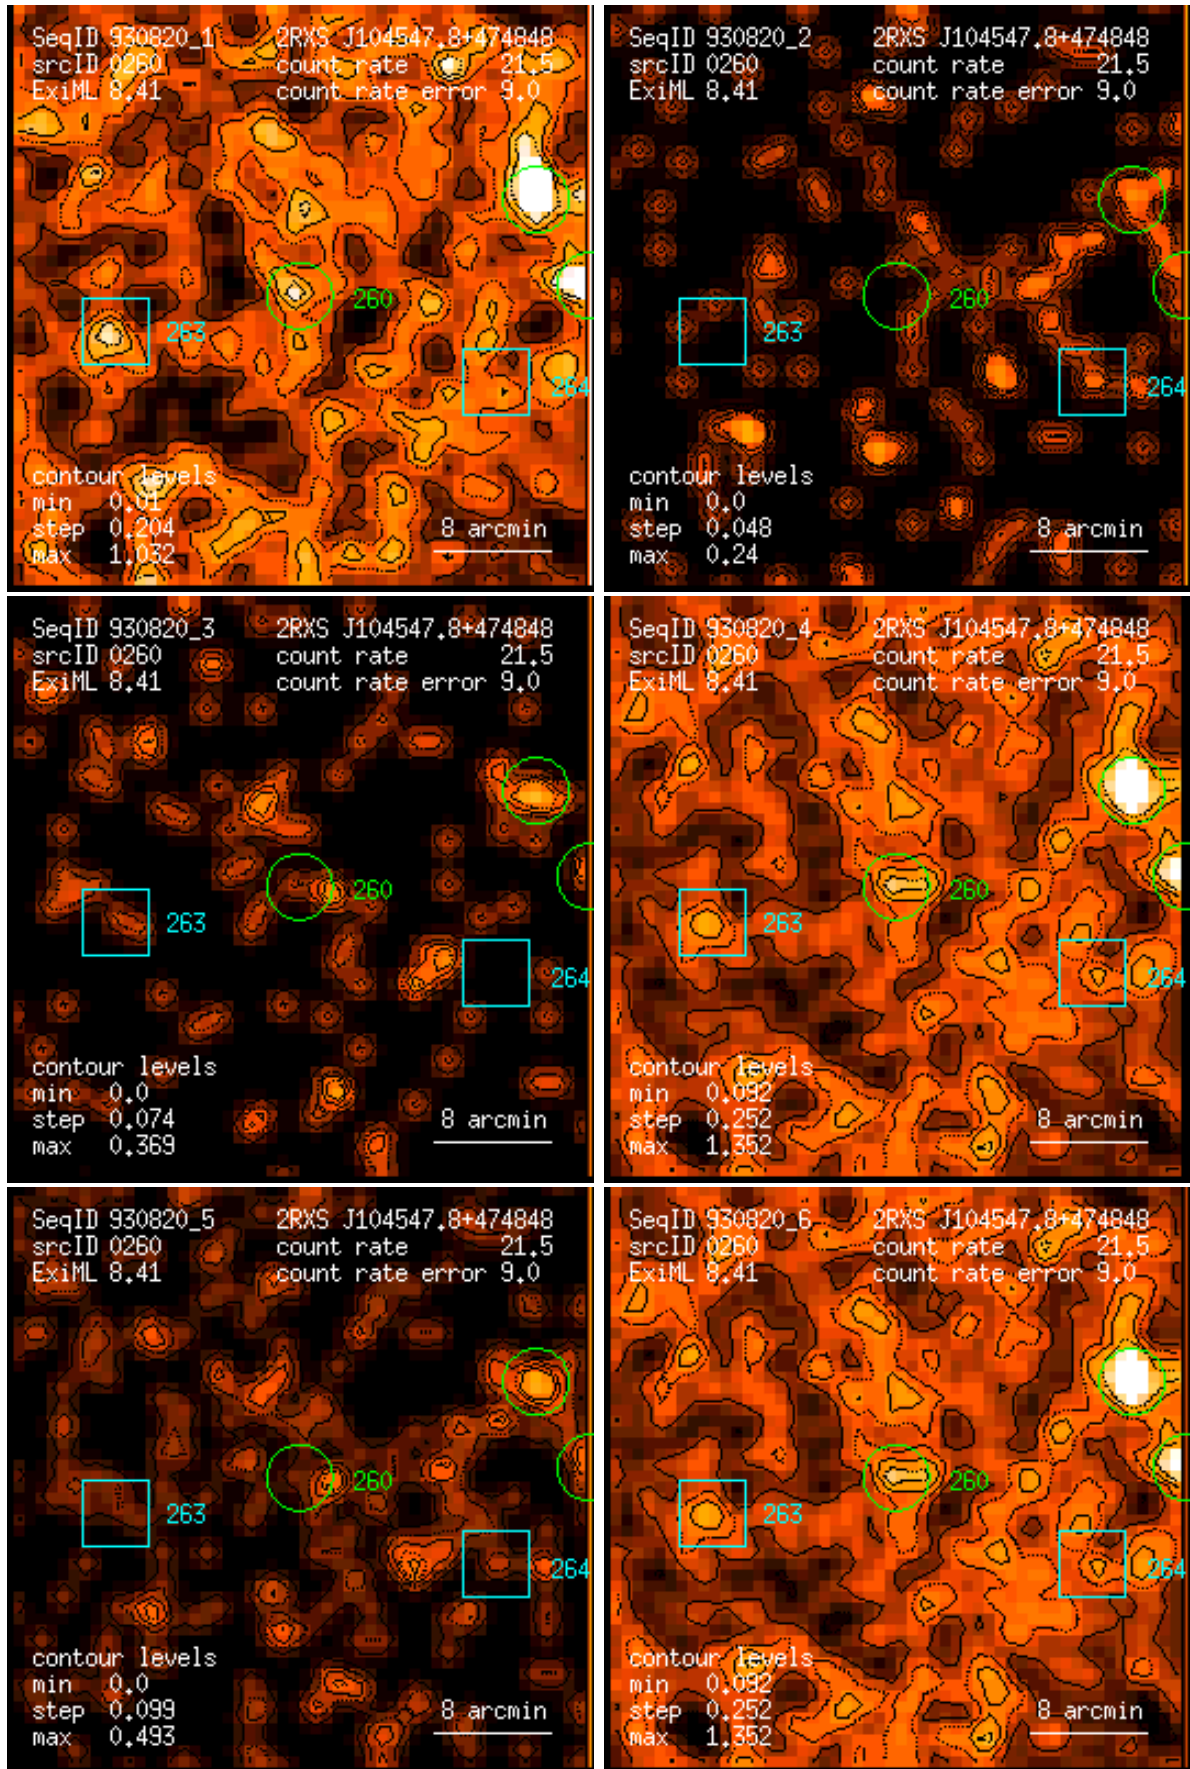 SeqID 930820_1 2RXS J104547.8+474848
srcID 0260 count rate 21.5
ExiML 8.41 count rate error 9.0
260
263
264
contour levels
min 0.01
step 0.204
max 1.032
8 arcmin
SeqID 930820_2 2RXS J104547.8+474848
srcID 0260 count rate 21.5
ExiML 8.41 count rate error 9.0
260
263
264
contour levels
min 0.0
step 0.048
max 0.24
8 arcmin
SeqID 930820_3 2RXS J104547.8+474848
srcID 0260 count rate 21.5
ExiML 8.41 count rate error 9.0
260
263
264
contour levels
min 0.0
step 0.074
max 0.369
8 arcmin
SeqID 930820_4 2RXS J104547.8+474848
srcID 0260 count rate 21.5
ExiML 8.41 count rate error 9.0
260
263
264
contour levels
min 0.092
step 0.252
max 1.352
8 arcmin
SeqID 930820_5 2RXS J104547.8+474848
srcID 0260 count rate 21.5
ExiML 8.41 count rate error 9.0
260
263
264
contour levels
min 0.0
step 0.099
max 0.493
8 arcmin
SeqID 930820_6 2RXS J104547.8+474848
srcID 0260 count rate 21.5
ExiML 8.41 count rate error 9.0
260
263
264
contour levels
min 0.092
step 0.252
max 1.352
8 arcmin